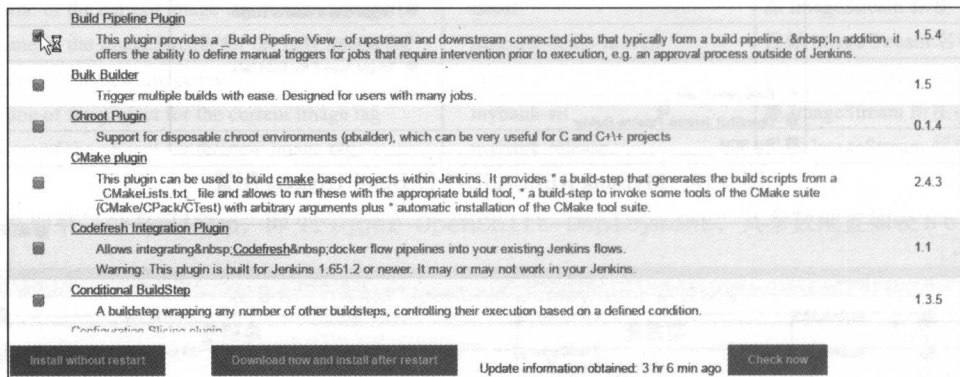 Build Pipeline Plugin
This plugin provides a _Build Pipeline View_ of upstream and downstream connected jobs that typically form a build pipeline. &nbsp;In addition, it 1.5.4
offers the ability to define manual triggers for jobs that require intervention prior to execution, e.g. an approval process outside of Jenkins.
Bulk Builder
Trigger multiple builds with ease. Designed for users with many jobs. 1.5
Chroot Plugin
Support for disposable chroot environments (pbuilder), which can be very useful for C and C+\+ projects 0.1.4
CMake plugin
This plugin can be used to build cmake based projects within Jenkins. It provides * a build-step that generates the build scripts from a
_CMakeLists.txt_ file and allows to run these with the appropriate build tool, * a build-step to invoke some tools of the CMake suite 2.4.3
(CMake/CPack/CTest) with arbitrary arguments plus * automatic installation of the CMake tool suite.
Codefresh Integration Plugin
Allows integrating&nbsp;Codefresh&nbsp;docker flow pipelines into your existing Jenkins flows. 1.1
Warning: This plugin is built for Jenkins 1.651.2 or newer. It may or may not work in your Jenkins.
Conditional BuildStep
A buildstep wrapping any number of other buildsteps, controlling their execution based on a defined condition. 1.3.5
Configuration Slicing plugin
Install without restart Download now and install after restart Update information obtained: 3 hr 6 min ago Check now